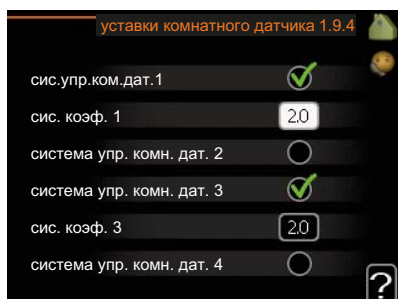 уставки комнатного датчика 1.9.4
сис.упр.ком.дат.1
сис. коэф. 1 2.0
система упр. комн. дат. 2
система упр. комн. дат. 3
сис. коэф. 3 2.0
система упр. комн. дат. 4
?